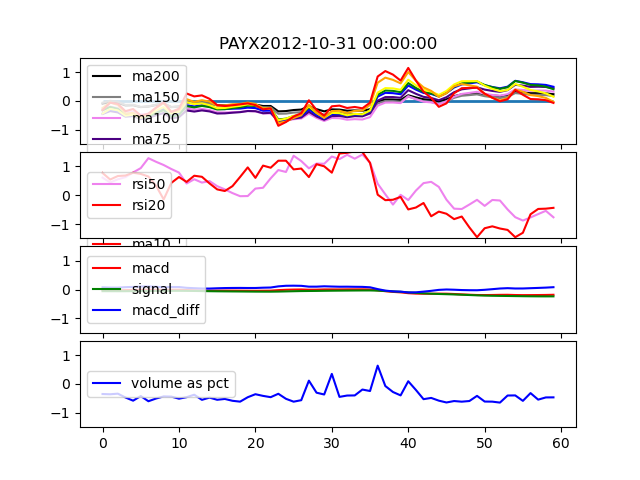 PAYX2012-10-31 00:00:00
1
0
−1
ma200
ma150
ma100
ma75
1
0
−1
rsi50
rsi20
ma10
1
0
−1
macd
signal
macd_diff
1
0
−1
volume as pct
0 10 20 30 40 50 60